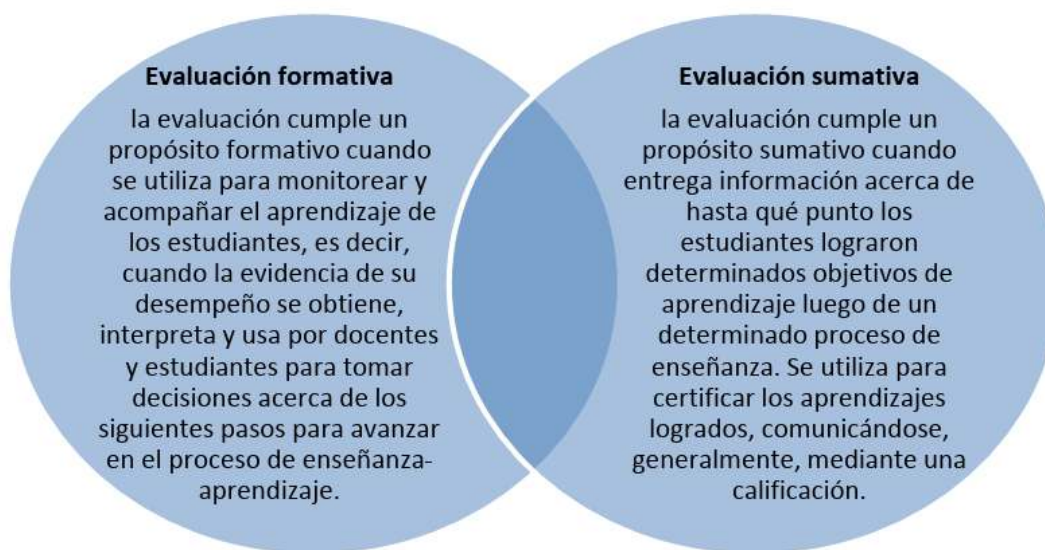 Evaluación formativa
la evaluación cumple un
propósito formativo cuando
se utiliza para monitorear y
acompañar el aprendizaje de
los estudiantes, es decir,
cuando la evidencia de su
desempeño se obtiene,
interpreta y usa por docentes
y estudiantes para tomar
decisiones acerca de los
siguientes pasos para avanzar
en el proceso de enseñanza-
aprendizaje.
Evaluación sumativa
la evaluación cumple un
propósito sumativo cuando
entrega información acerca de
hasta qué punto los
estudiantes lograron
determinados objetivos de
aprendizaje luego de un
determinado proceso de
enseñanza. Se utiliza para
certificar los aprendizajes
logrados, comunicándose,
generalmente, mediante una
calificación.